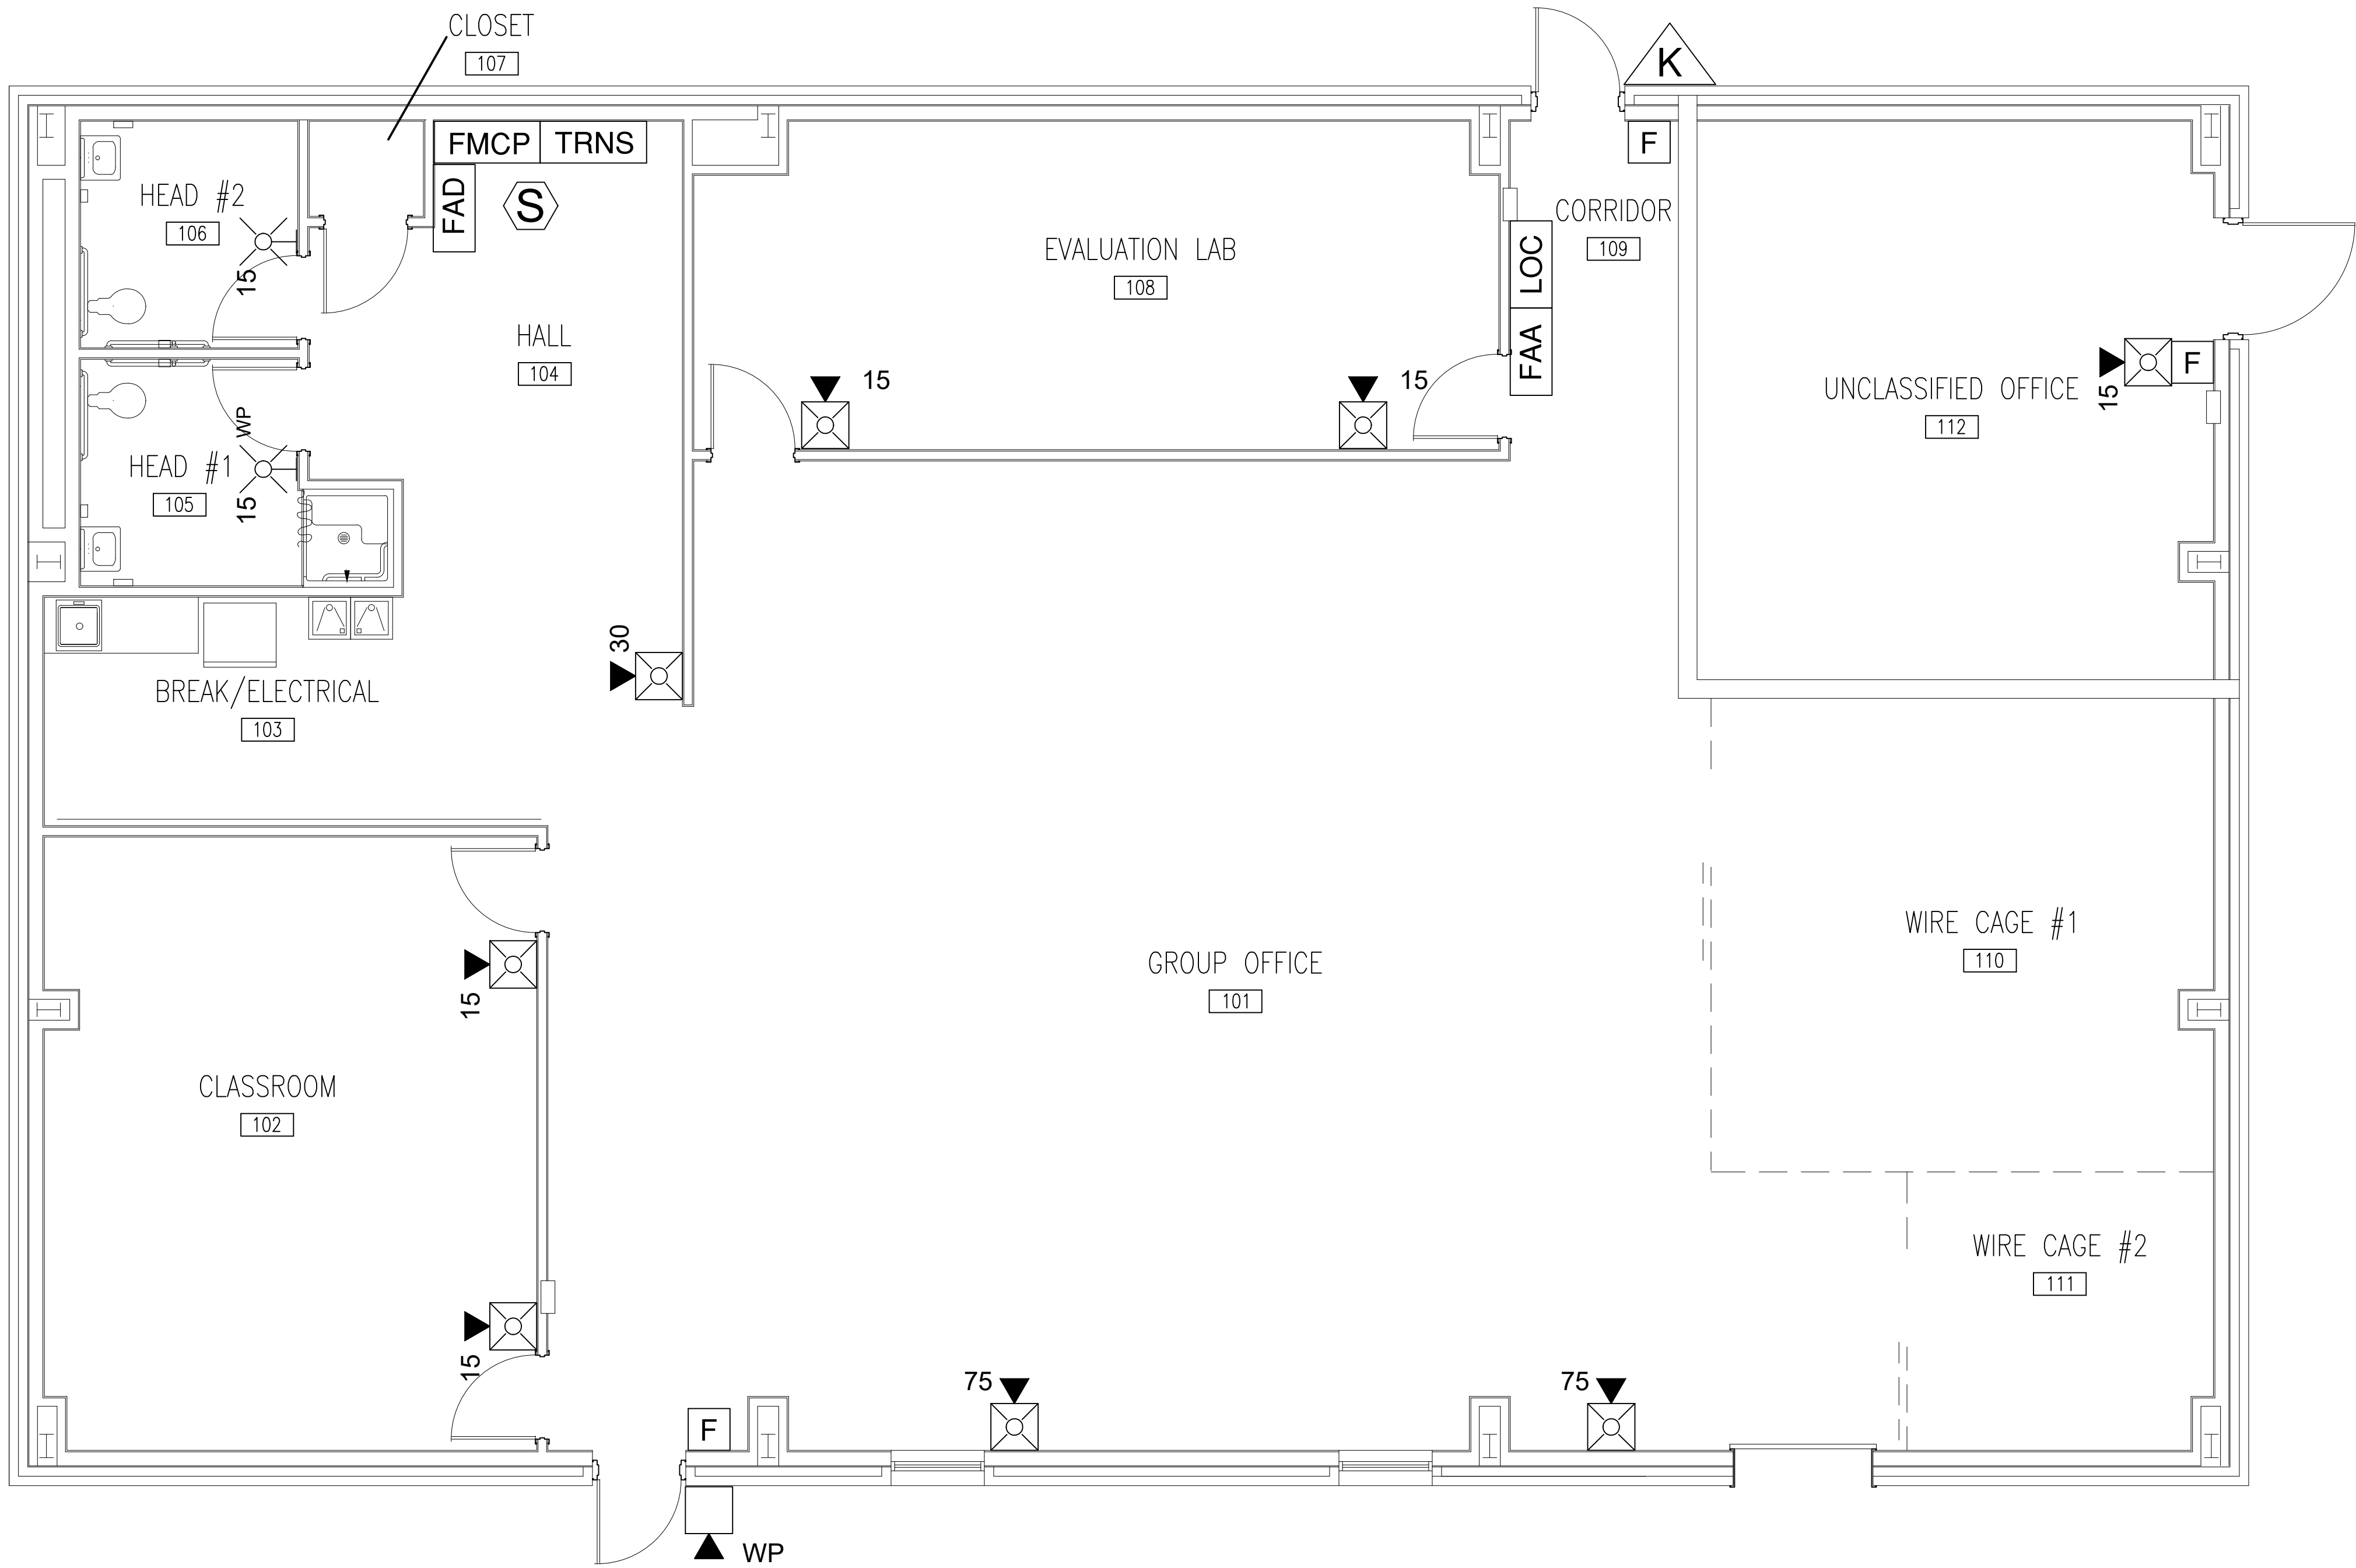 CLOSET
107
K
FMCP TRNS
F
FAD
S
HEAD #2
106
15
CORRIDOR
109
EVALUATION LAB
108
LOC
FAA
HALL
104
15
15
F
15
UNCLASSIFIED OFFICE
112
WP
HEAD #1
105
15
30
BREAK/ELECTRICAL
103
WIRE CAGE #1
110
GROUP OFFICE
101
15
CLASSROOM
102
WIRE CAGE #2
111
15
75
75
F
WP